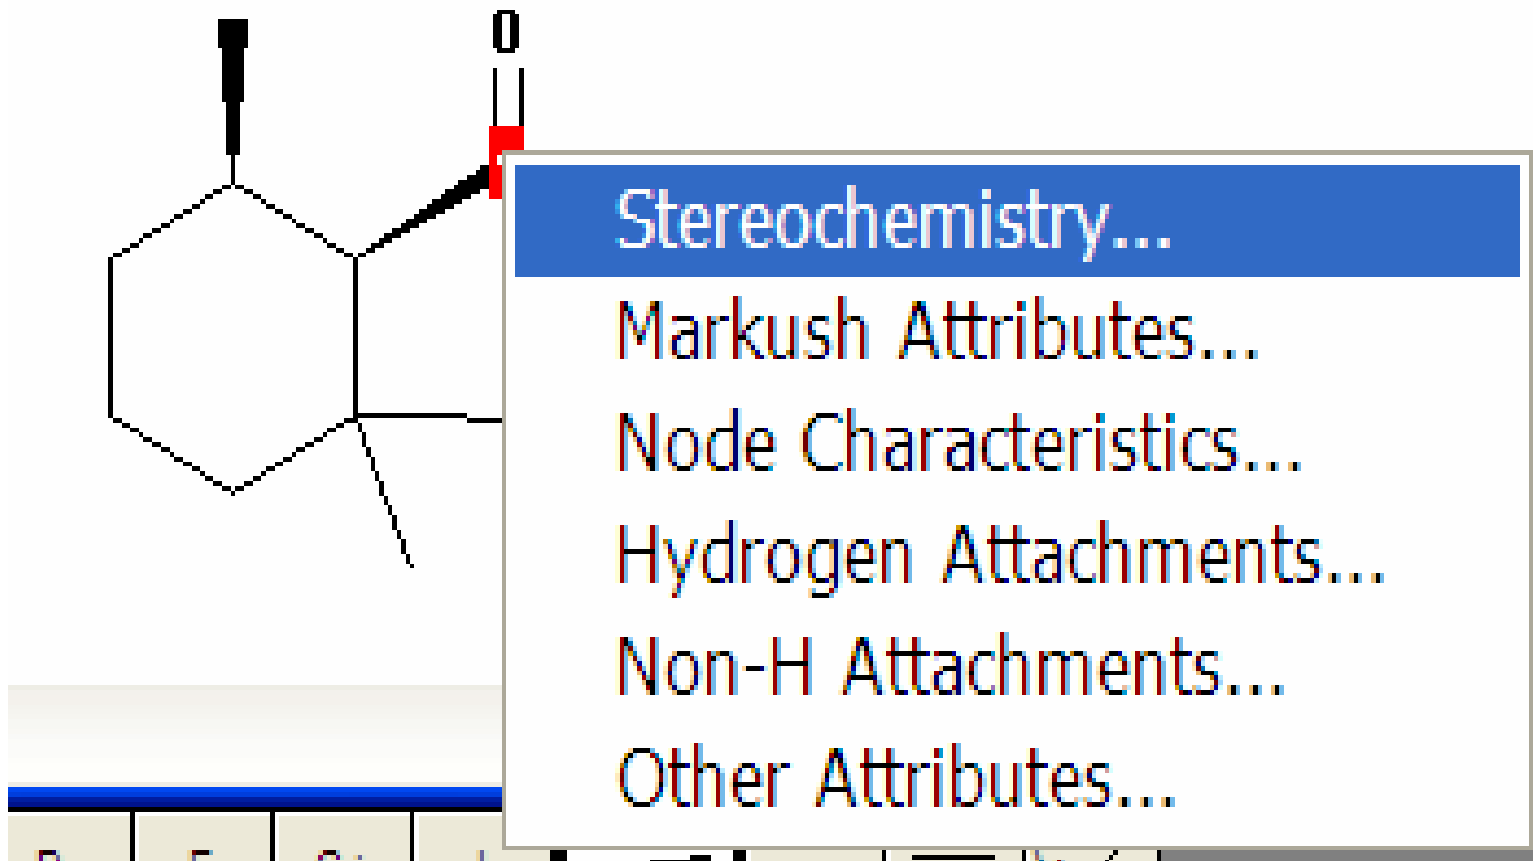 O
Stereochemistry...
Markush Attributes...
Node Characteristics...
Hydrogen Attachments...
Non-H Attachments...
Other Attributes...